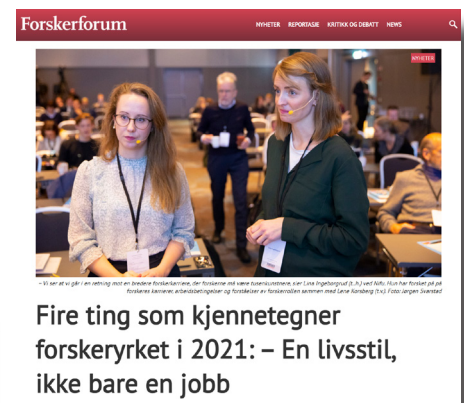 Forskerforum
NYHETER REPORTASJE KRITIKK OG DEBATT NEWS
NYHETER
– Vi ser at vi går i en retning mot en bredere forskerkarriere, der forskerne må være tusenkunstnere, sier Lina Ingeborgrud (t.h.) ved Nifu. Hun har forsket på på
forskeres karriere, arbeidsbetingelser og forståelser av forskerrollen sammen med Lene Korsberg (t.v.). Foto: Jørgen Svarstad
Fire ting som kjennetegner
forskeryrket i 2021: – En livsstil,
ikke bare en jobb